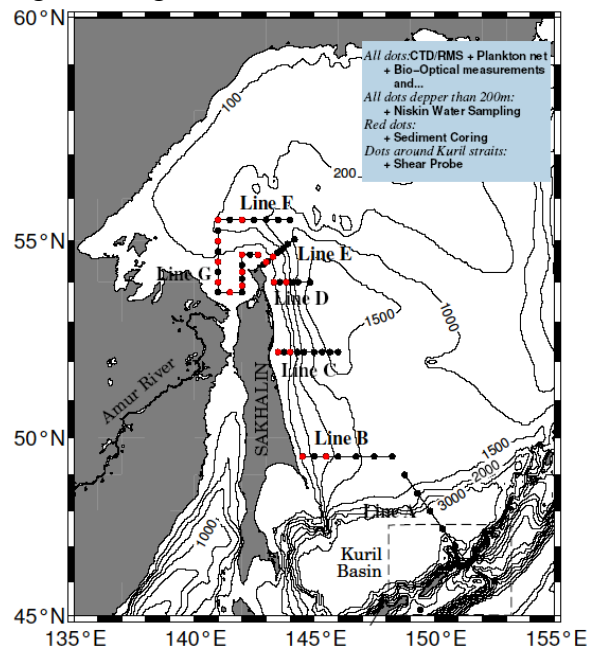 60°N
All dots:CTD/RMS + Plankton net
+ Bio-Optical measurements
and...
All dots depper than 200m:
+ Niskin Water Sampling
Red dots:
+ Sediment Coring
Dots around Kuril straits:
+ Shear Probe
100
200
Line F
55°N
Line E
Line G
Line D
1500
1000
Line C
Amur River
SAKHALIN
Line B
50°N
1500
2000
3000
Line A
1000
Kuril
Basin
45°N
135°E
140°E
145°E
150°E
155°E